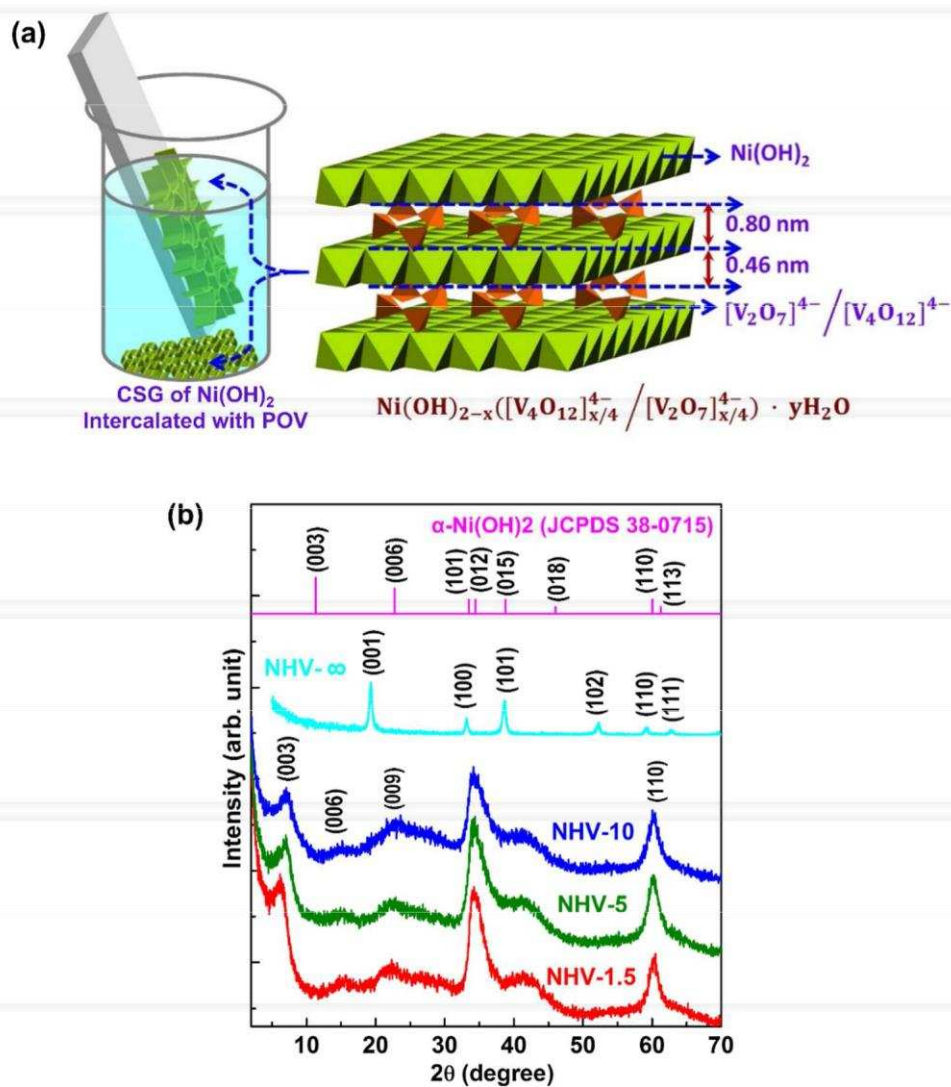 (a)
Ni(OH)₂
0.80 nm
0.46 nm
[V₂O₇]⁴⁻/[V₄O₁₂]⁴⁻
CSG of Ni(OH)₂
Intercalated with POV
Ni(OH)₂₋ₓ([V₄O₁₂]⁴⁻ₓ/₄/[V₂O₇]⁴⁻ₓ/₄) · yH₂O
(b)
α-Ni(OH)2 (JCPDS 38-0715)
(003)
(006)
(101)
(012)
(015)
(018)
(110)
(113)
NHV- ∞
(001)
(100)
(101)
(102)
(110)
(111)
(003)
(006)
(009)
(110)
NHV-10
NHV-5
NHV-1.5
Intensity (arb. unit)
10 20 30 40 50 60 70
2θ (degree)